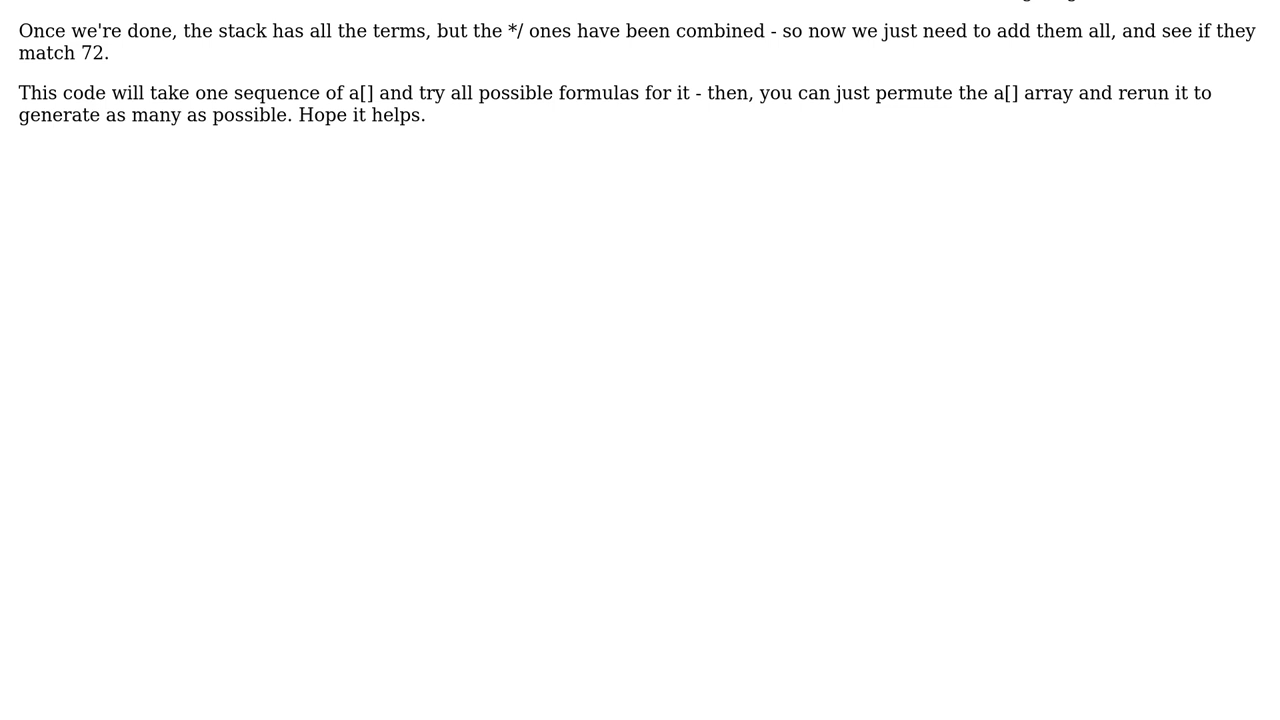 Once we're done, the stack has all the terms, but the */ ones have been combined - so now we just need to add them all, and see if they
match 72.
This code will take one sequence of a[] and try all possible formulas for it - then, you can just permute the a[] array and rerun it to
generate as many as possible. Hope it helps.